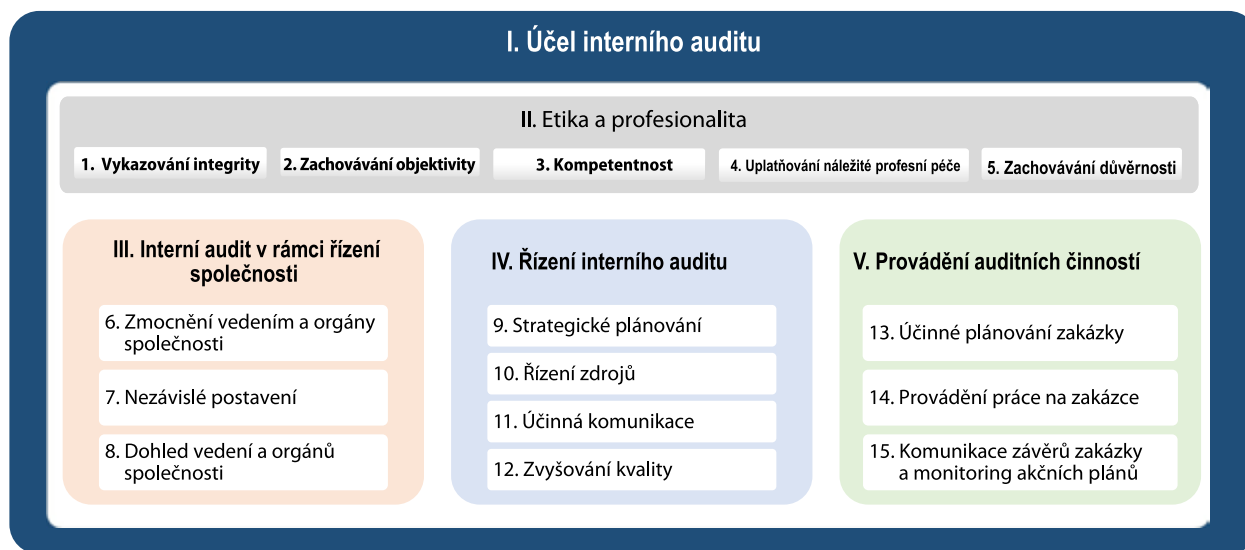 I. Účel interního auditu
II. Etika a profesionalita
1. Vykazování integrity
2. Zachovávání objektivity
3. Kompetentnost
4. Uplatňování náležité profesní péče
5. Zachovávání důvěrnosti
III. Interní audit v rámci řízení
společnosti
6. Zmocnění vedením a orgány
společnosti
7. Nezávislé postavení
8. Dohled vedení a orgánů
společnosti
IV. Řízení interního auditu
9. Strategické plánování
10. Řízení zdrojů
11. Účinná komunikace
12. Zvyšování kvality
V. Provádění auditních činností
13. Účinné plánování zakázky
14. Provádění práce na zakázce
15. Komunikace závěrů zakázky
a monitoring akčních plánů